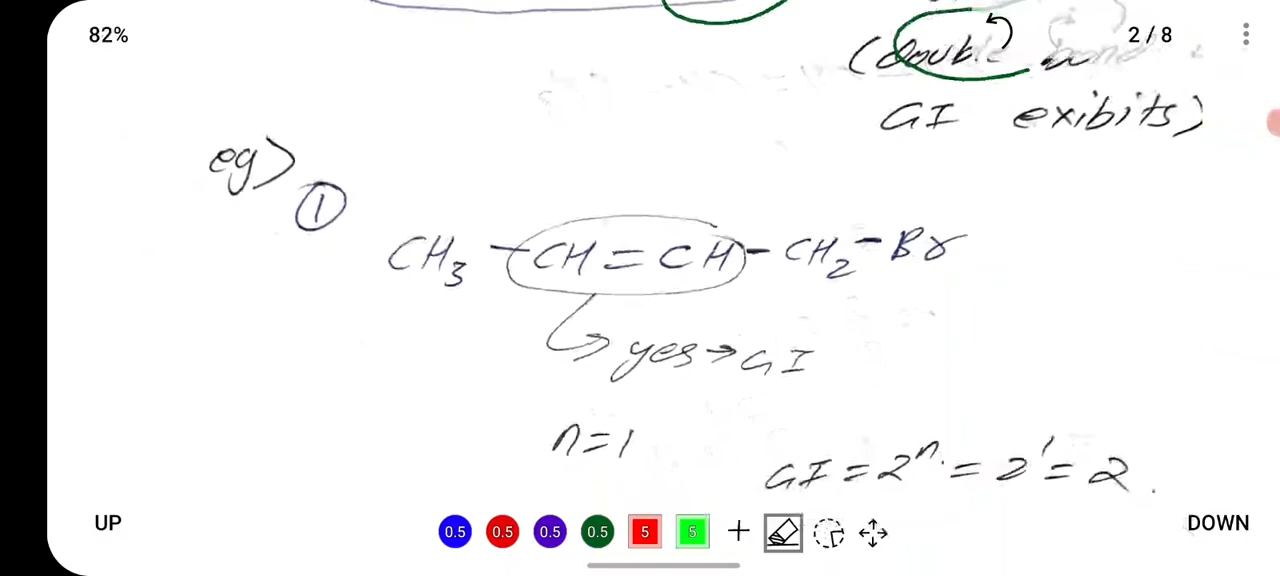 82%
2 / 8
(double bond
GI exibits)
eg>
①
CH3 - CH = CH - CH2 - Br
yes → GI
n=1
GI = 2^n = 2^1 = 2.
UP
DOWN
0.5 0.5 0.5 0.5 5 5 +